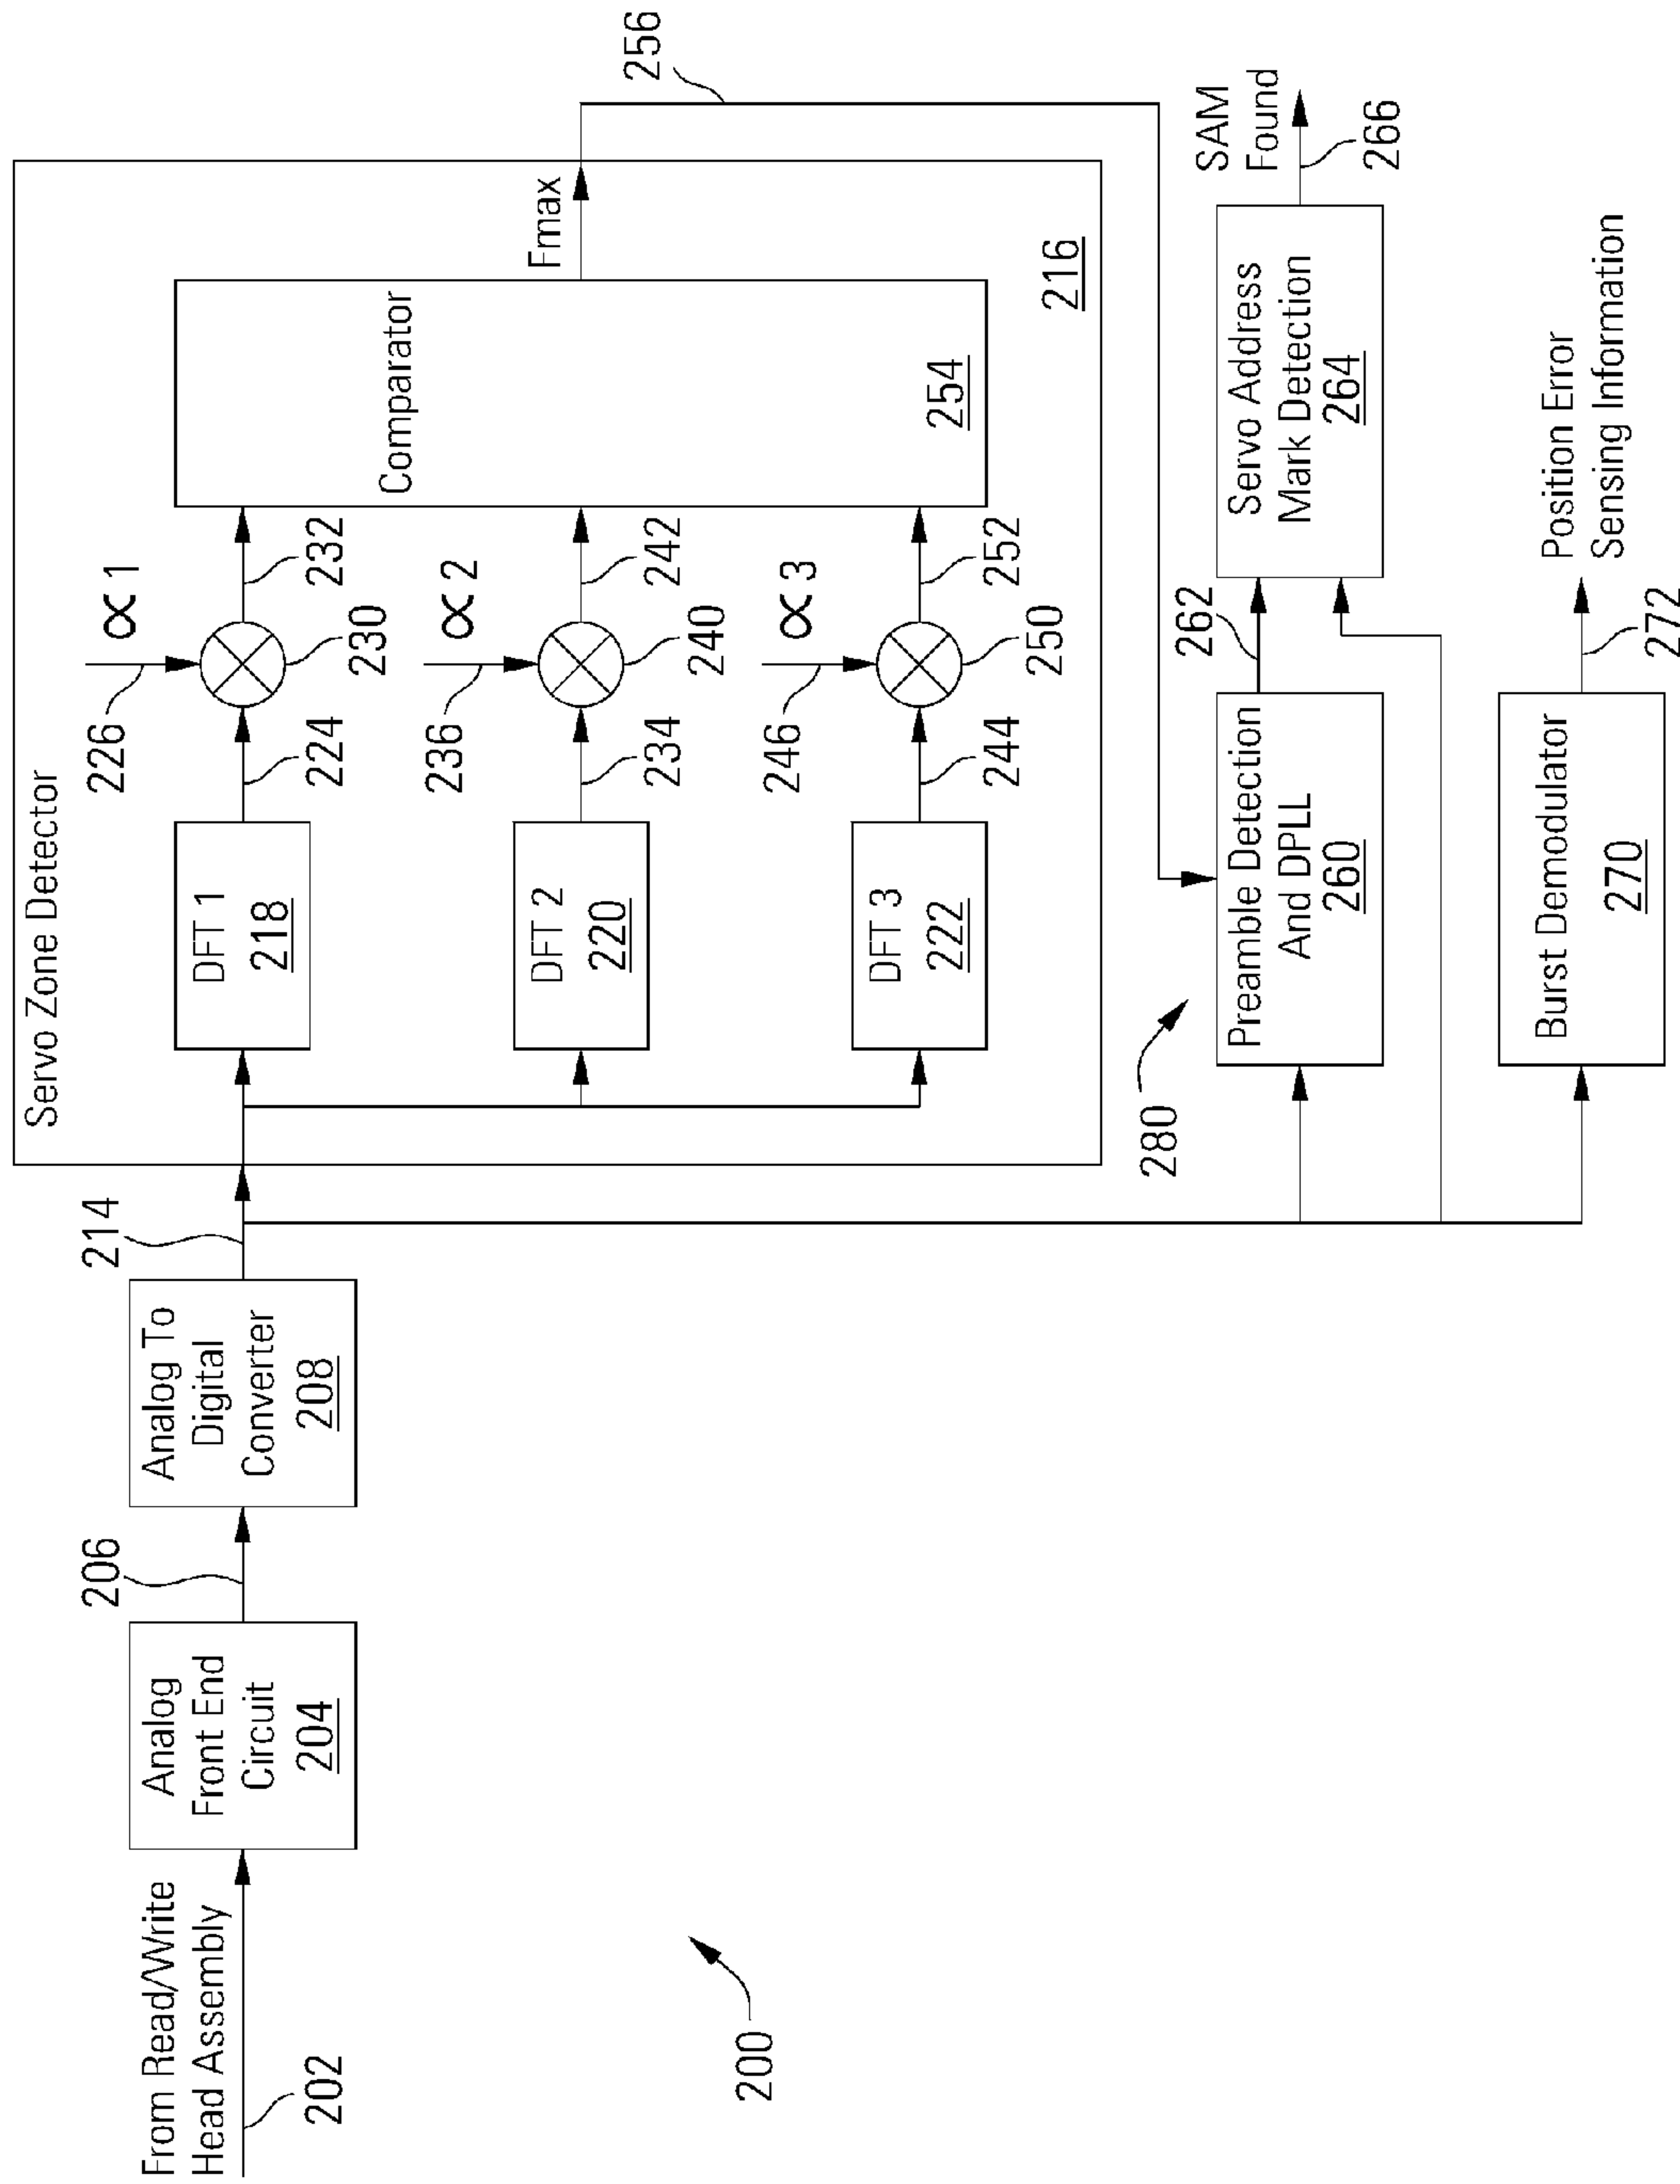 From Read/Write
Head Assembly
202
Analog
Front End
Circuit
204
206
Analog To
Digital
Converter
208
214
Servo Zone Detector
DFT 1
218
DFT 2
220
DFT 3
222
226
∝ 1
224
230
232
236
∝ 2
234
240
242
246
∝ 3
244
250
252
Comparator
254
Fmax
216
256
280
Preamble Detection
And DPLL
260
262
Servo Address
Mark Detection
264
SAM
Found
266
Burst Demodulator
270
272
Position Error
Sensing Information
200